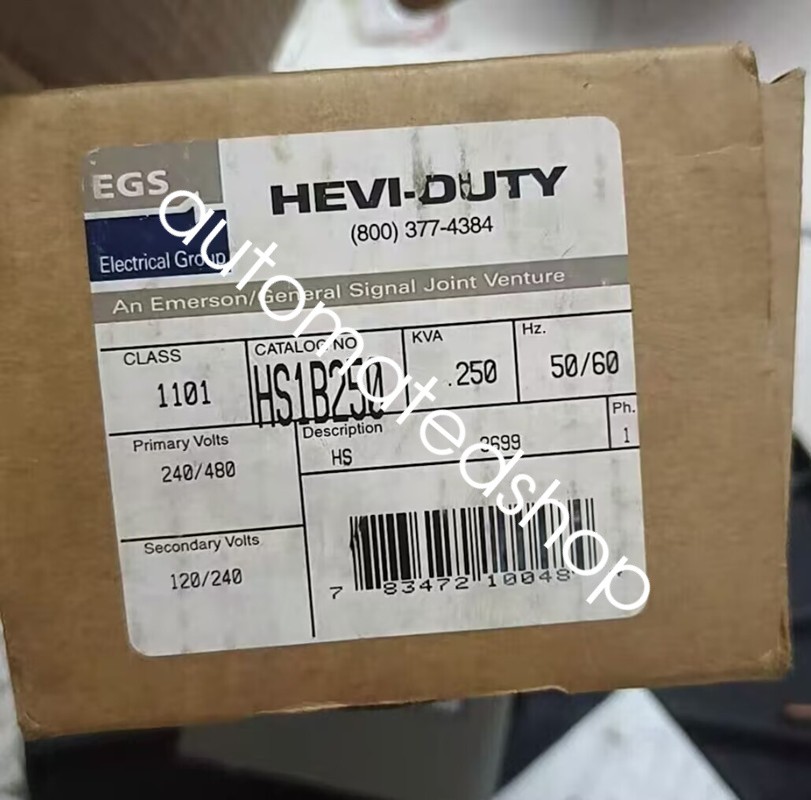 EGS
Electrical Group
HEVI-DUTY
(800) 377-4384
An Emerson/General Signal Joint Venture
CLASS
1101
CATALOG NO
HS1B250
KVA
.250
Hz.
50/60
Primary Volts
240/480
Description
HS
Ph.
1
Secondary Volts
120/240
7 83472 10048
automatedshop